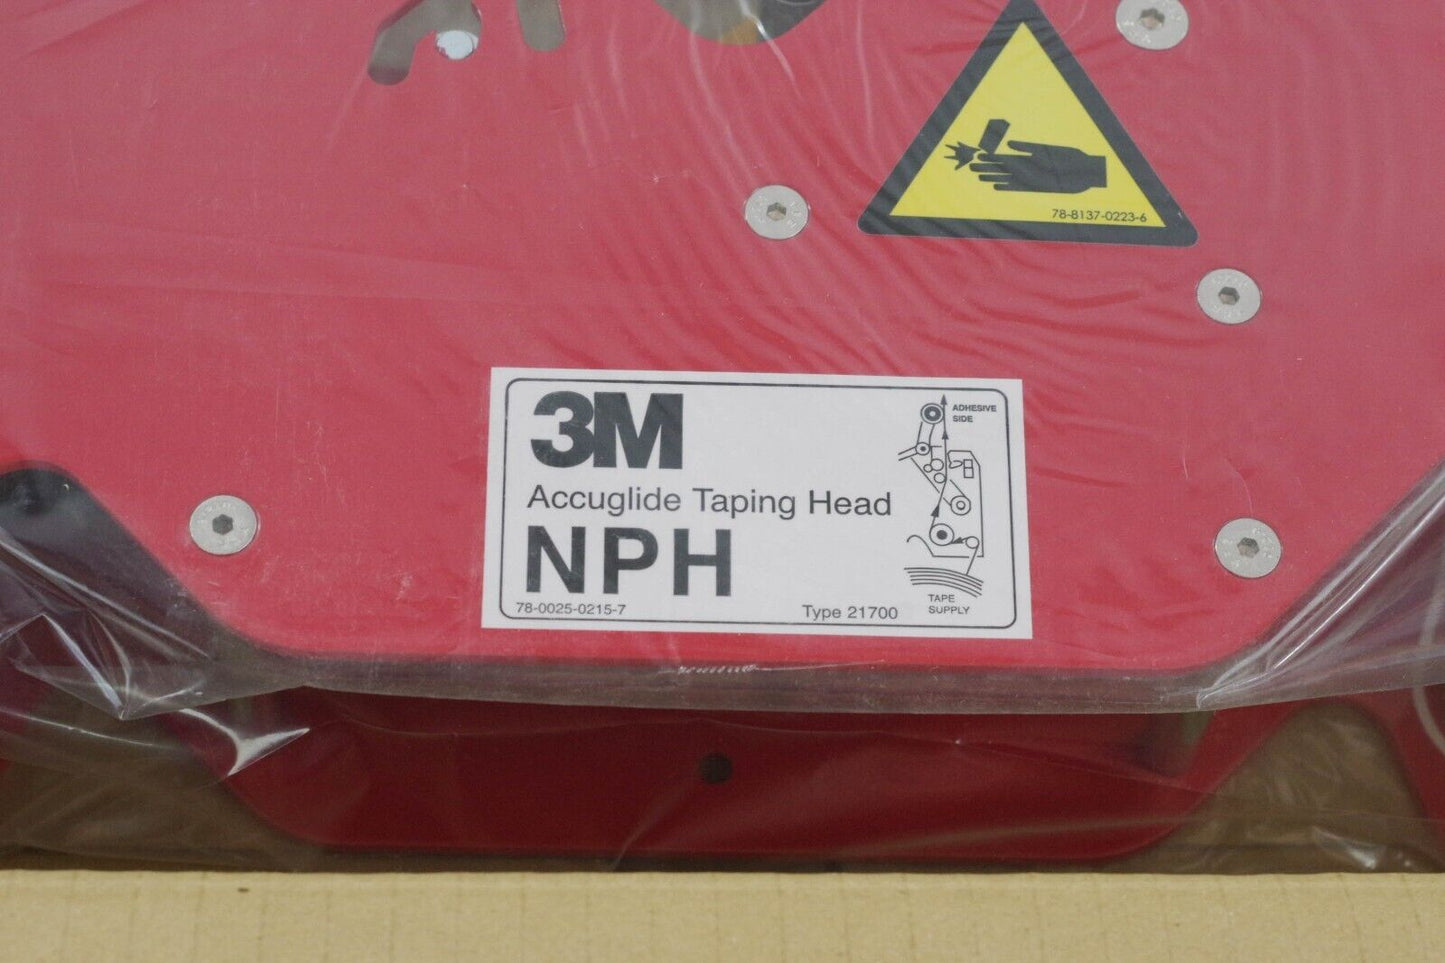 78-8137-0223-6
3M
ADHESIVE
SIDE
Accuglide Taping Head
NPH
78-0025-0215-7
Type 21700
TAPE
SUPPLY